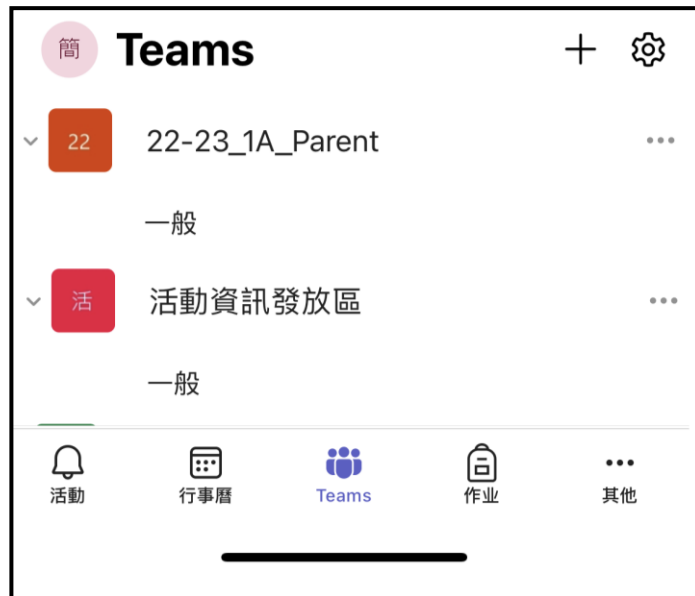 簡 Teams
22 22-23_1A_Parent
一般
活 活動資訊發放區
一般
活動 行事曆 Teams 作业 其他